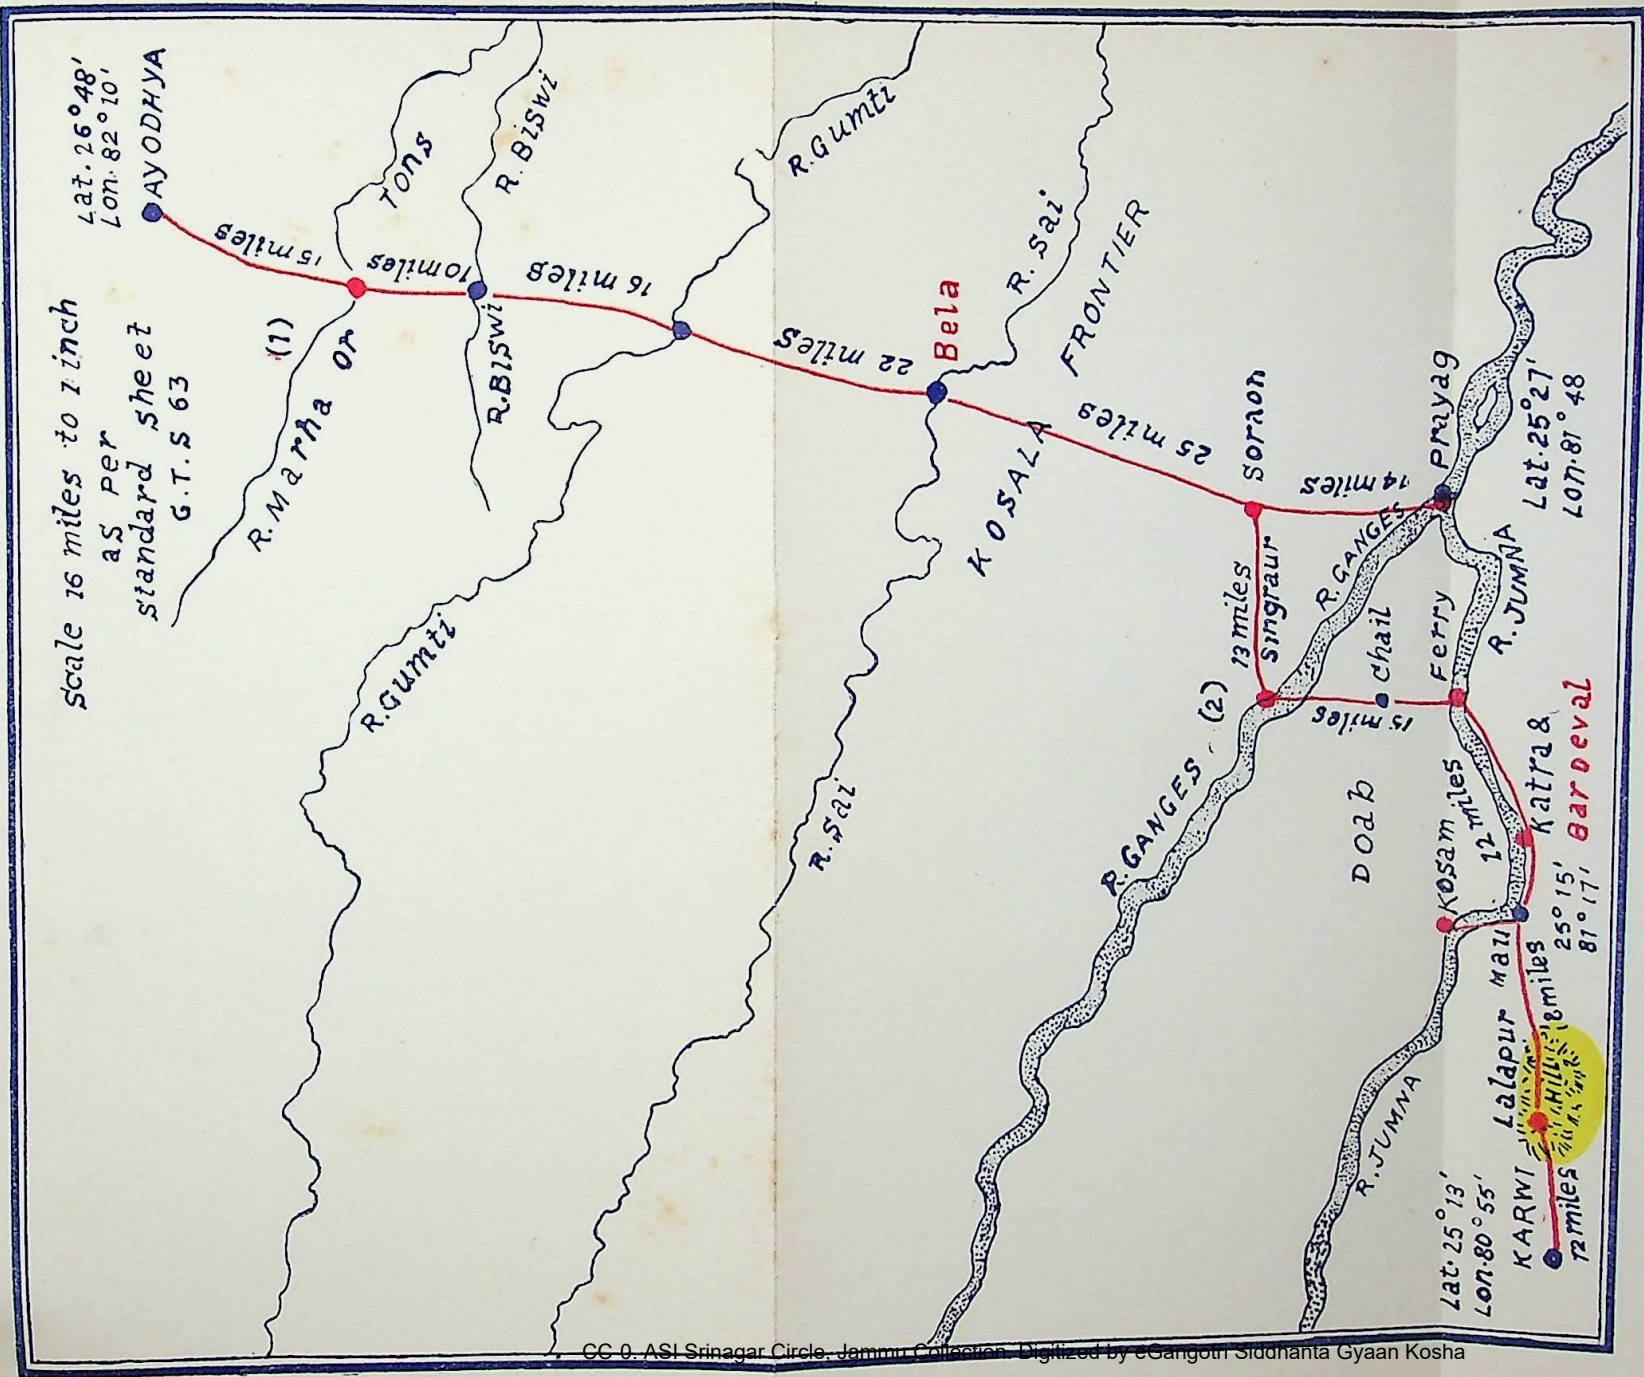 Scale 16 miles to 1 inch
as per
standard sheet
G.T.S 63
Lat. 26° 48'
Lon. 82° 10'
AYODHYA
15 miles
(1)
R. Marha or
Tons
10 miles
R. Biswi
R. Biswi
16 miles
R. Gumti
R. Gumti
22 miles
Bela
R. Sai
R. Sai
KOSALA
FRONTIER
25 miles
Soraon
14 miles
Prayag
Lat. 25° 27'
Lon. 81° 48
13 miles
Singraur
(2)
R. GANGES
R. GANGES
15 miles
Chail
Ferry
R. JUMNA
DOAB
Kosam
12 miles
Katra &
Bardeval
25° 15'
81° 17'
Mau
18 miles
Lalapur
Hill
R. JUMNA
Lat. 25° 13'
Lon. 80° 55'
KARWI
12 miles
CC-0. ASI Srinagar Circle, Jammu Collection. Digitized by eGangotri Siddhanta Gyaan Kosha